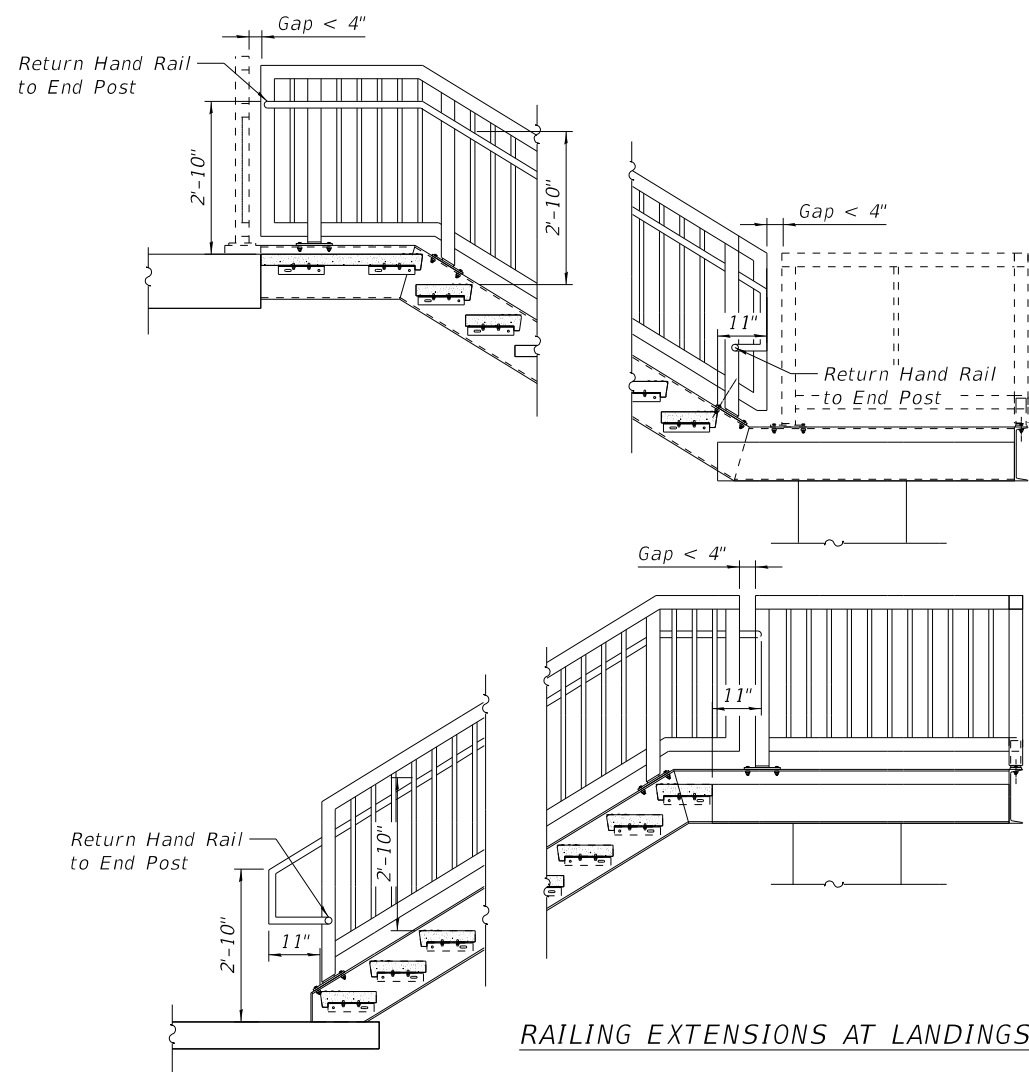 Gap < 4"
Return Hand Rail
to End Post
2'-10"
2'-10"
Gap < 4"
11"
Return Hand Rail
to End Post
Gap < 4"
11"
Return Hand Rail
to End Post
2'-10"
2'-10"
11"
RAILING EXTENSIONS AT LANDINGS